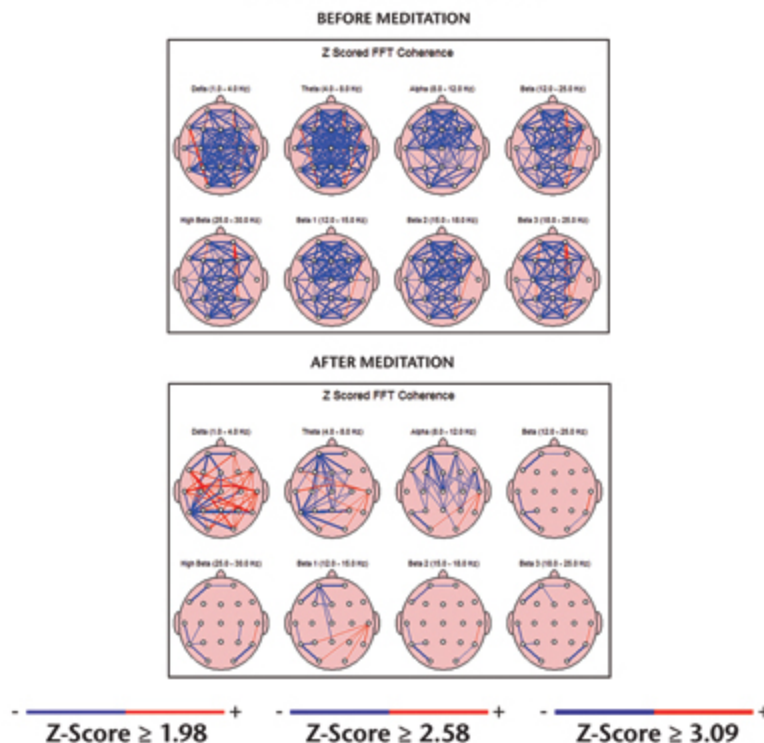 BEFORE MEDITATION
Z Scored FFT Coherence
Delta (1.0 - 4.0 Hz) Theta (4.0 - 8.0 Hz) Alpha (8.0 - 12.0 Hz) Beta (12.0 - 25.0 Hz)
High Beta (25.0 - 30.0 Hz) Beta 1 (12.0 - 15.0 Hz) Beta 2 (15.0 - 18.0 Hz) Beta 3 (18.0 - 25.0 Hz)
AFTER MEDITATION
Z Scored FFT Coherence
Delta (1.0 - 4.0 Hz) Theta (4.0 - 8.0 Hz) Alpha (8.0 - 12.0 Hz) Beta (12.0 - 25.0 Hz)
High Beta (25.0 - 30.0 Hz) Beta 1 (12.0 - 15.0 Hz) Beta 2 (15.0 - 18.0 Hz) Beta 3 (18.0 - 25.0 Hz)
- + - + - +
Z-Score ≥ 1.98 Z-Score ≥ 2.58 Z-Score ≥ 3.09